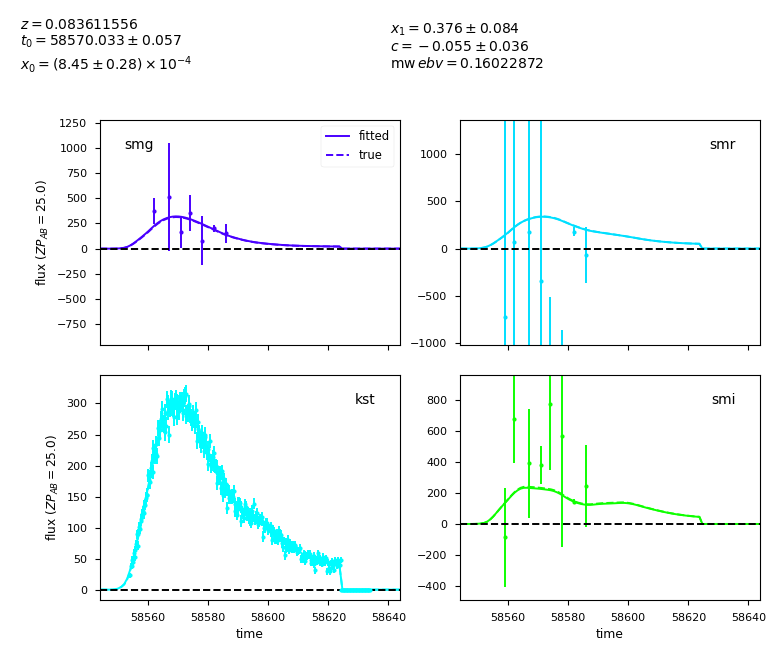 z = 0.083611556
t₀ = 58570.033 ± 0.057
x₀ = (8.45 ± 0.28) × 10⁻⁴
x₁ = 0.376 ± 0.084
c = −0.055 ± 0.036
mw ebv = 0.16022872
smg
fitted
true
1250
1000
750
500
250
0
−250
−500
−750
flux (ZP_AB = 25.0)
smr
1000
500
0
−500
−1000
kst
300
250
200
150
100
50
0
flux (ZP_AB = 25.0)
58560 58580 58600 58620 58640
time
smi
800
600
400
200
0
−200
−400
58560 58580 58600 58620 58640
time